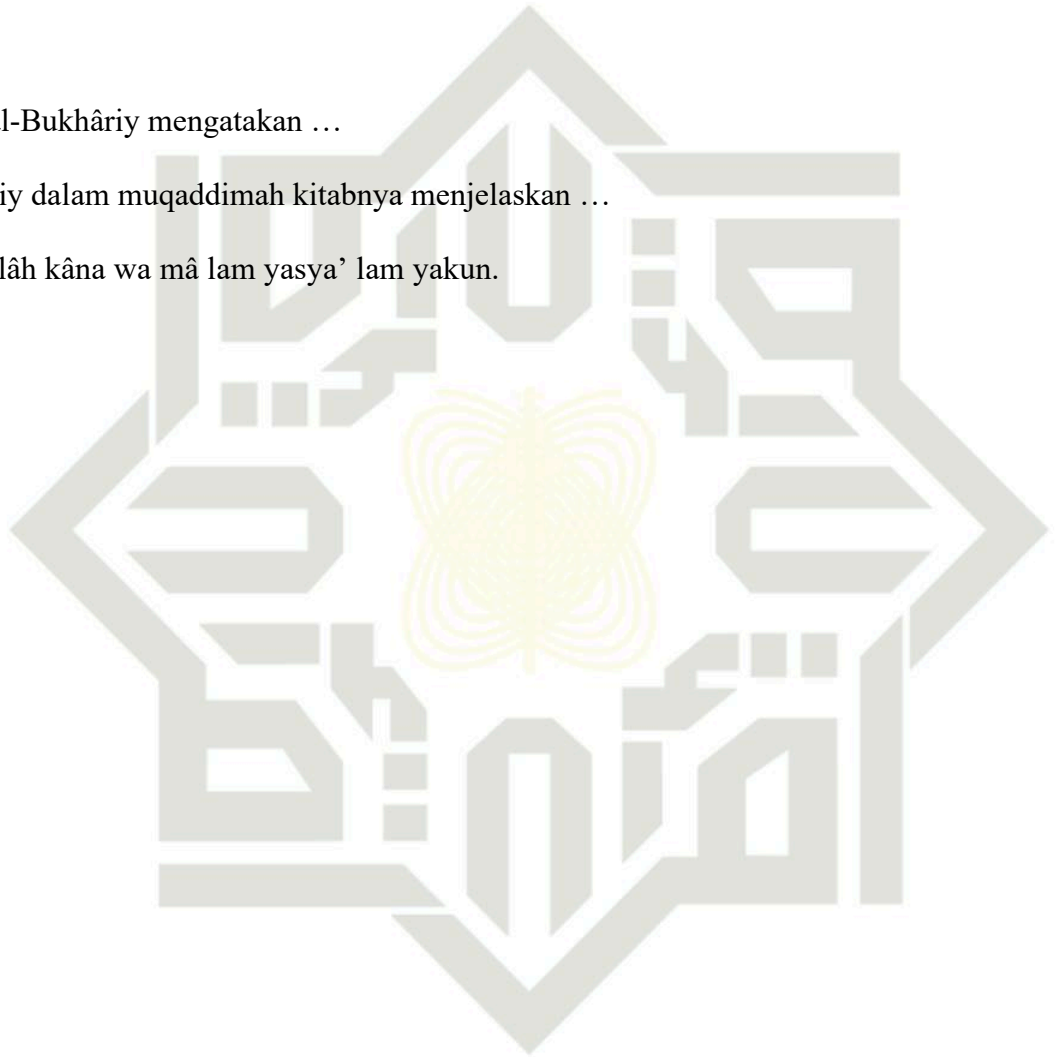 l-Bukhâriy mengatakan …
iy dalam muqaddimah kitabnya menjelaskan …
lâh kâna wa mâ lam yasya’ lam yakun.